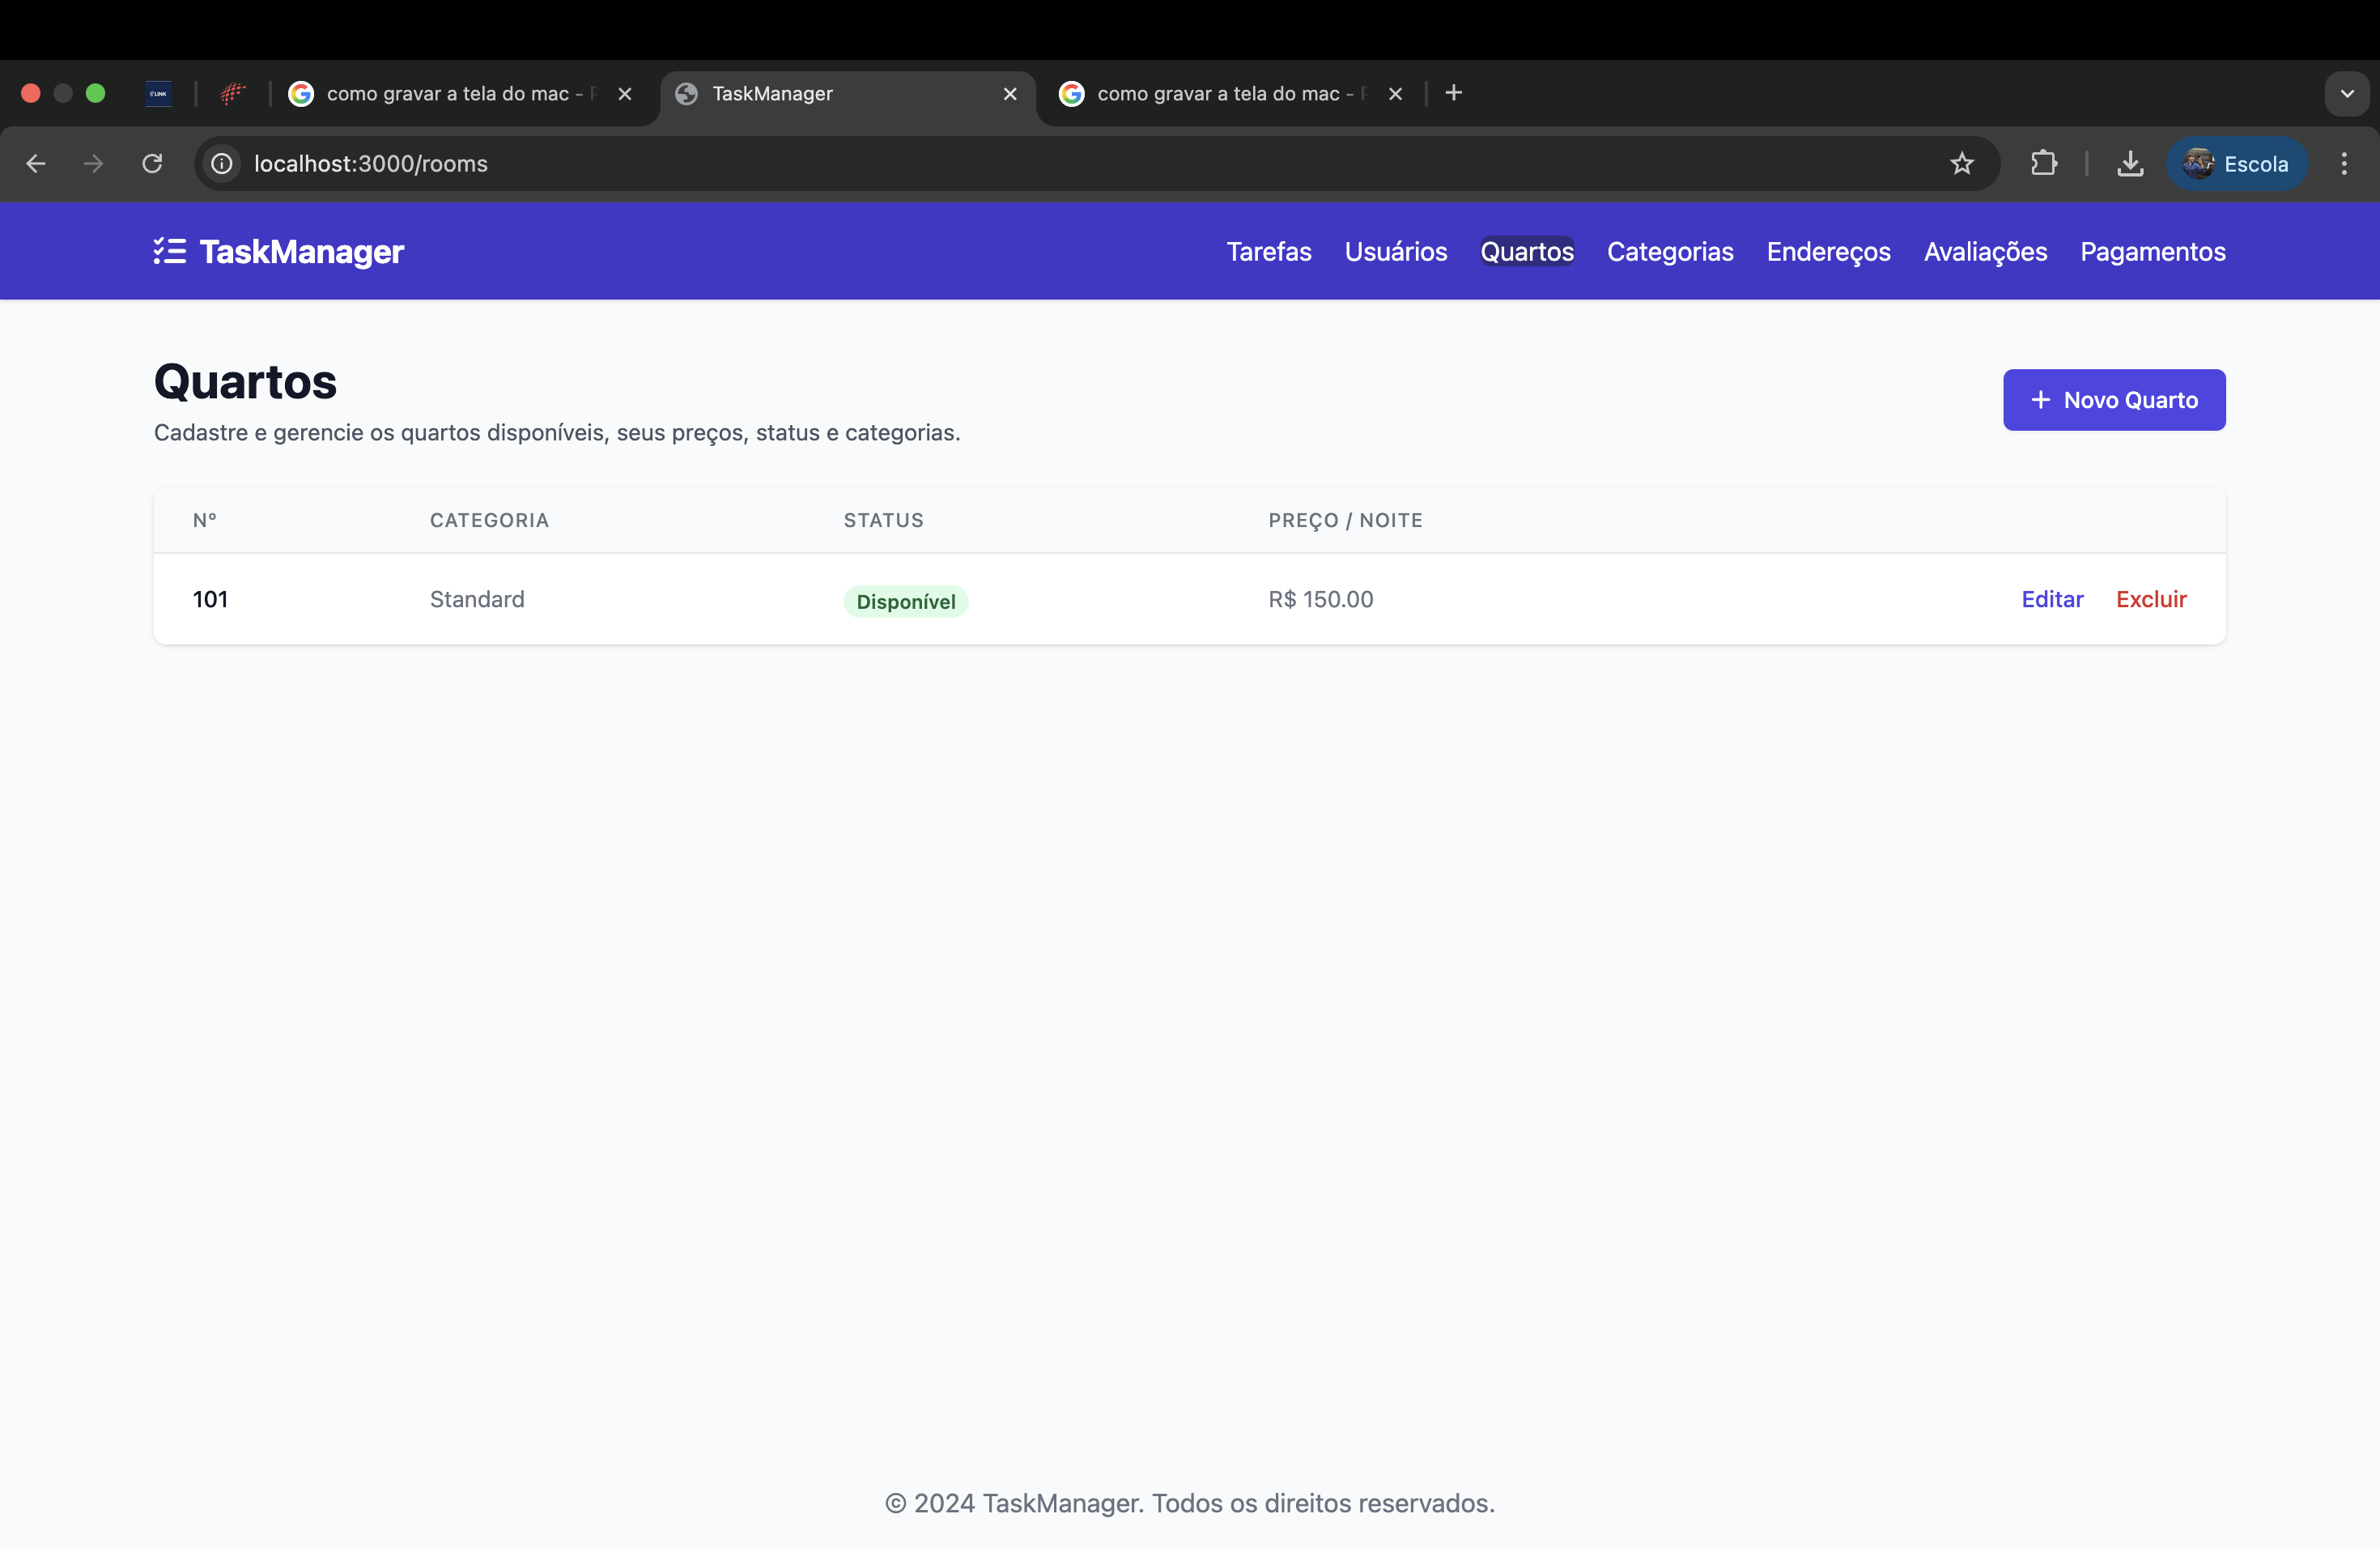 LINK
como gravar a tela do mac -
TaskManager
como gravar a tela do mac -
localhost:3000/rooms
Escola
TaskManager
Tarefas Usuários Quartos Categorias Endereços Avaliações Pagamentos
Quartos
Cadastre e gerencie os quartos disponíveis, seus preços, status e categorias.
+ Novo Quarto
Nº CATEGORIA STATUS PREÇO / NOITE
101 Standard Disponível R$ 150.00 Editar Excluir
© 2024 TaskManager. Todos os direitos reservados.